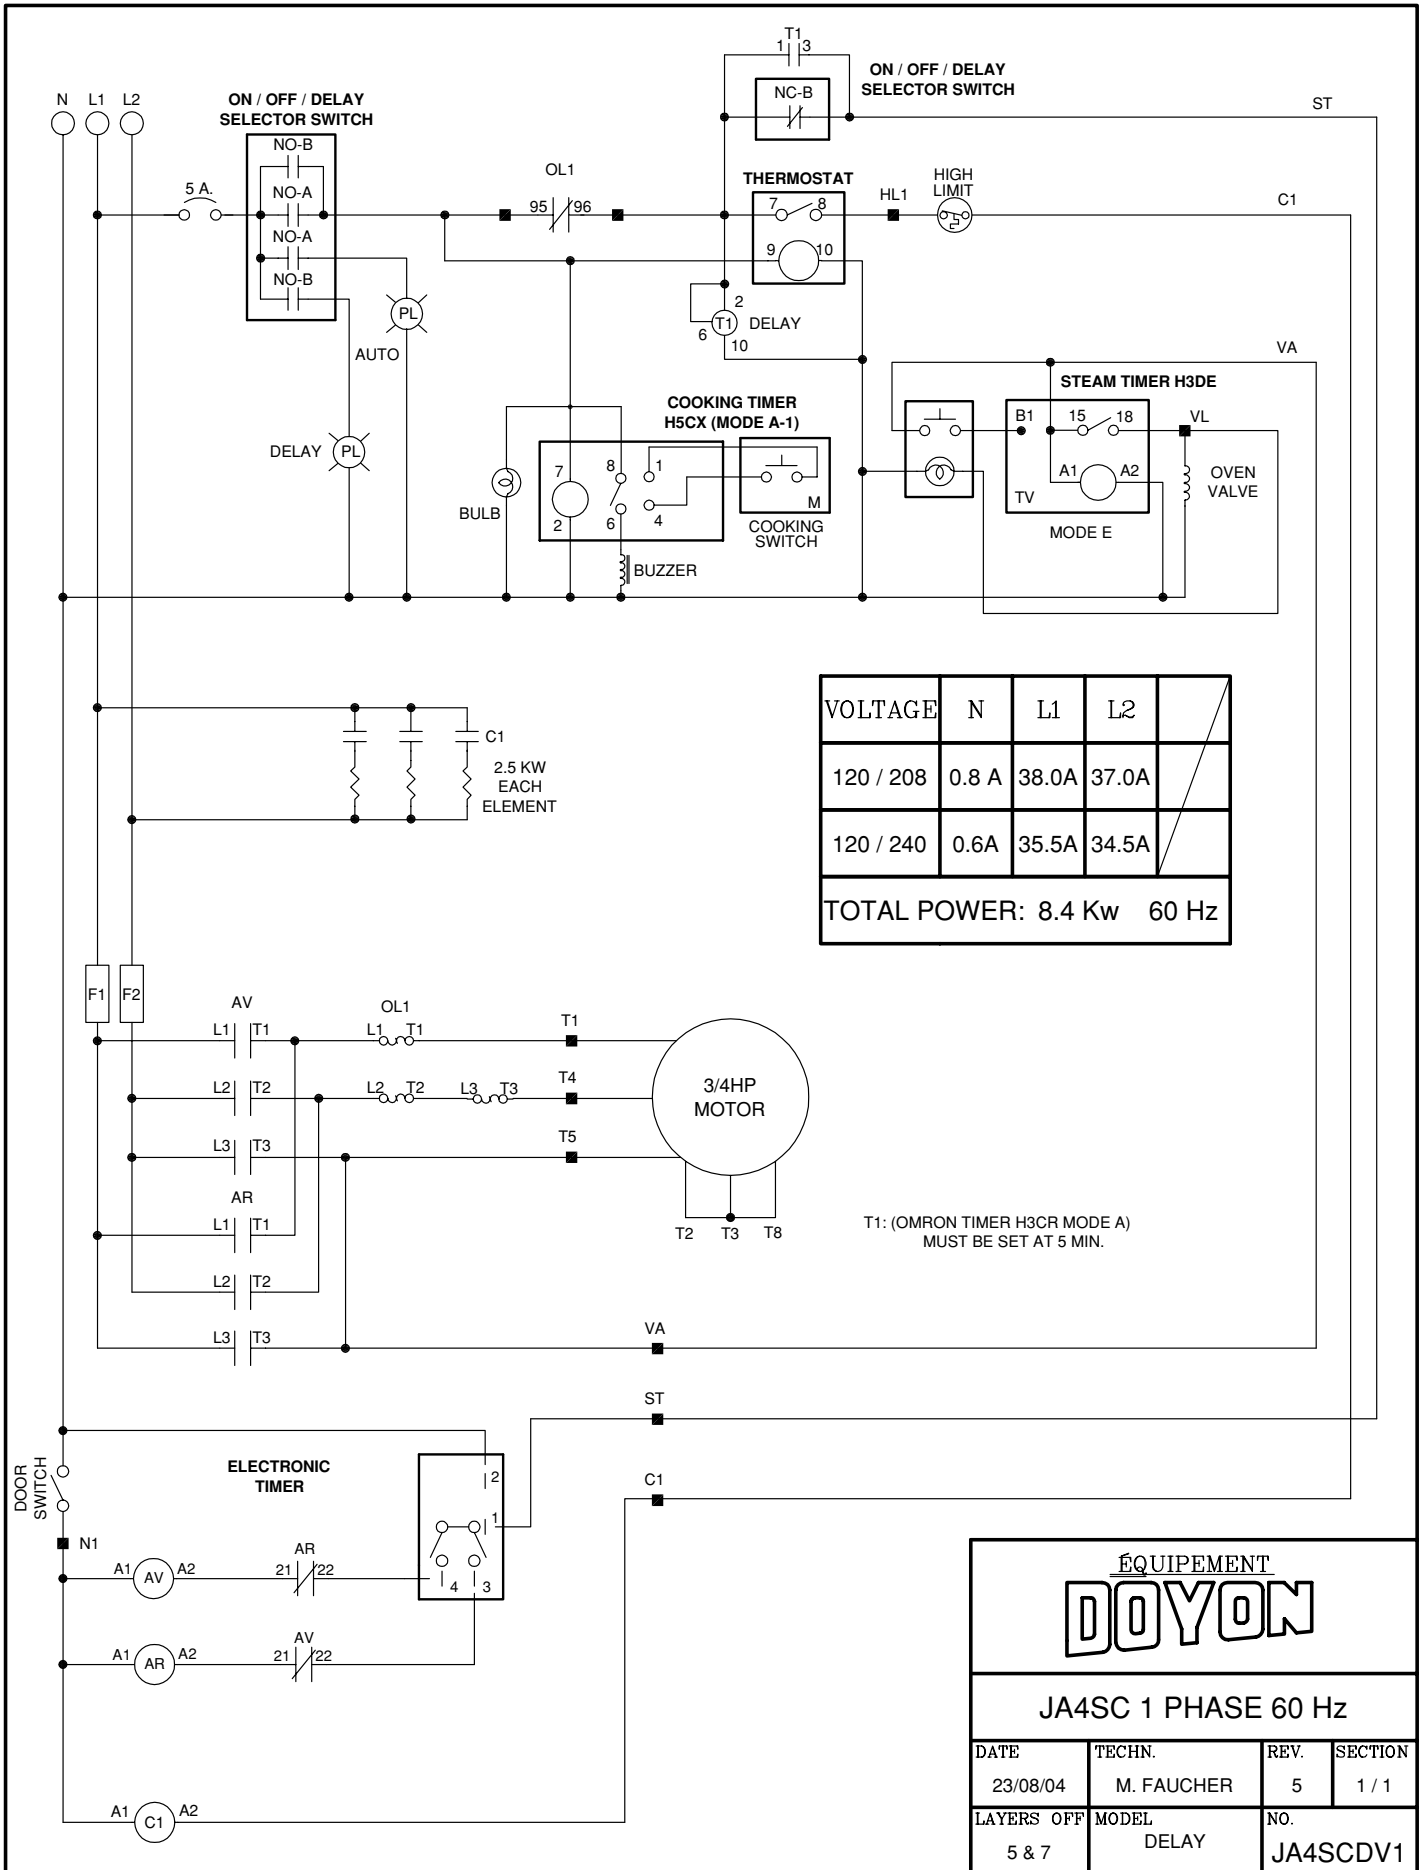 T1
1 3
ON / OFF / DELAY
SELECTOR SWITCH
NC-B
ST
N L1 L2
ON / OFF / DELAY
SELECTOR SWITCH
NO-B
NO-A
NO-A
NO-B
5 A.
OL1
95 96
THERMOSTAT
7 8
9 10
HL1
HIGH
LIMIT
C1
PL
AUTO
DELAY
PL
2
T1
6
10
DELAY
VA
STEAM TIMER H3DE
B1
15 18
VL
A1 A2
TV
MODE E
OVEN
VALVE
COOKING TIMER
H5CX (MODE A-1)
7
2
8
6
1
4
M
COOKING
SWITCH
BULB
BUZZER
C1
2.5 KW
EACH
ELEMENT
VOLTAGE N L1 L2
120 / 208 0.8 A 38.0A 37.0A
120 / 240 0.6A 35.5A 34.5A
TOTAL POWER: 8.4 Kw 60 Hz
F1 F2
AV
L1 T1
L2 T2
L3 T3
AR
L1 T1
L2 T2
L3 T3
OL1
L1 T1
L2 T2
L3 T3
T1
T4
T5
3/4HP
MOTOR
T2 T3 T8
T1: (OMRON TIMER H3CR MODE A)
MUST BE SET AT 5 MIN.
VA
ST
C1
DOOR
SWITCH
N1
ELECTRONIC
TIMER
2
1
4 3
A1 AV A2
AR
21 22
A1 AR A2
AV
21 22
A1 C1 A2
ÉQUIPEMENT
DOYON
JA4SC 1 PHASE 60 Hz
DATE TECHN. REV. SECTION
23/08/04 M. FAUCHER 5 1 / 1
LAYERS OFF MODEL NO.
5 & 7 DELAY JA4SCDV1